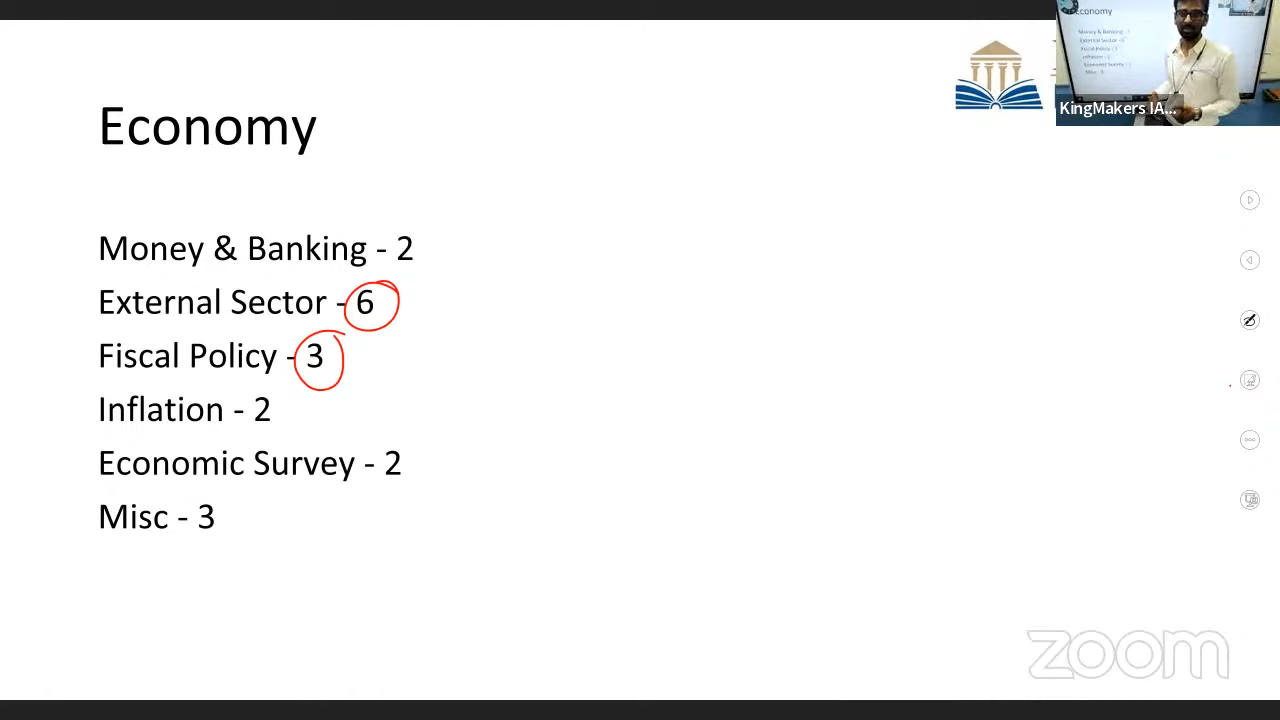 Economy
KingMakers IA...
Money & Banking - 2
External Sector - 6
Fiscal Policy - 3
Inflation - 2
Economic Survey - 2
Misc - 3
zoom